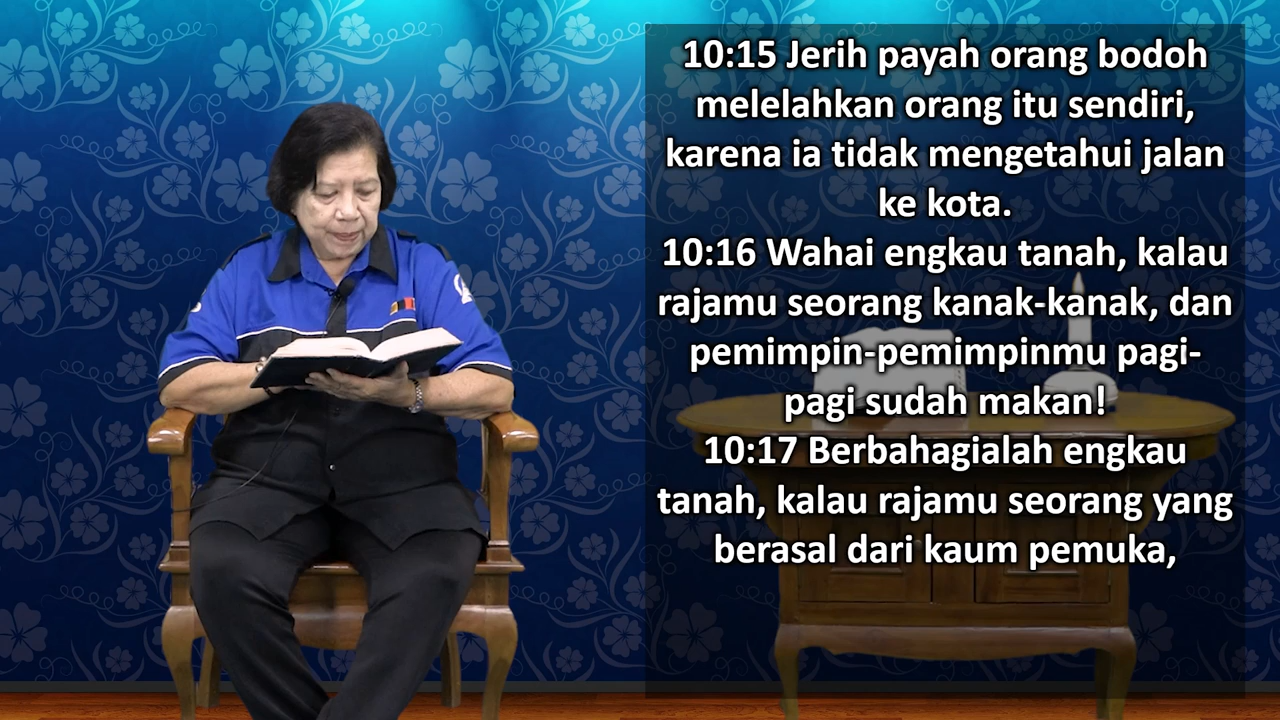 10:15 Jerih payah orang bodoh
melelahkan orang itu sendiri,
karena ia tidak mengetahui jalan
ke kota.
10:16 Wahai engkau tanah, kalau
rajamu seorang kanak-kanak, dan
pemimpin-pemimpinmu pagi-
pagi sudah makan!
10:17 Berbahagialah engkau
tanah, kalau rajamu seorang yang
berasal dari kaum pemuka,